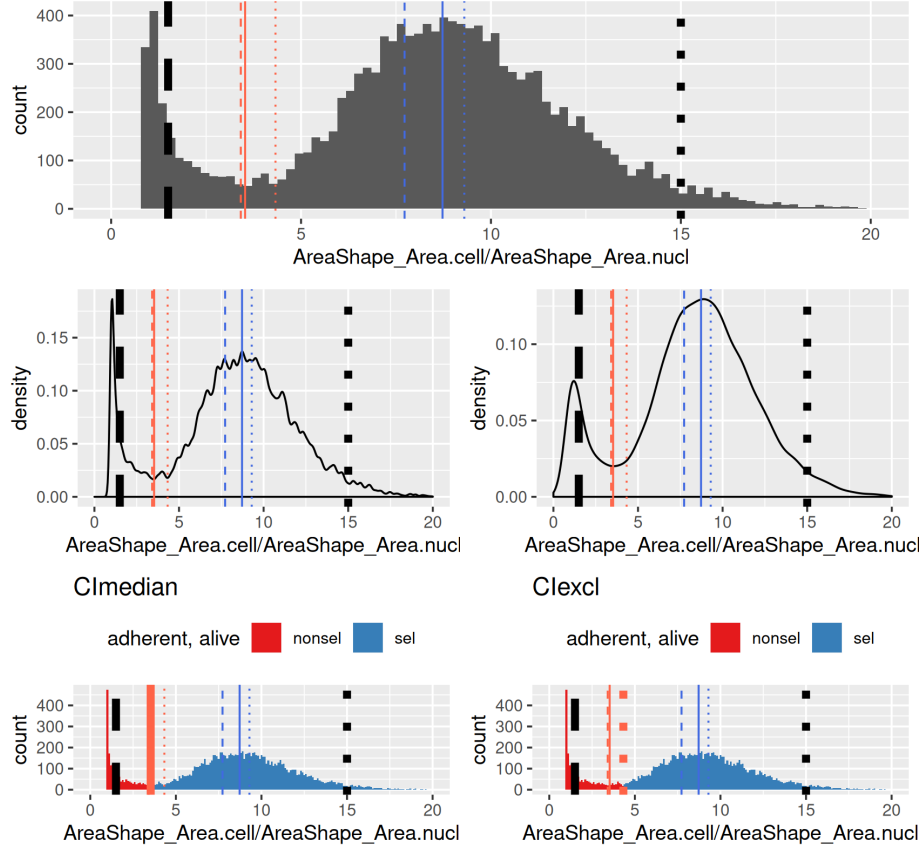 400
300
200
100
0
count
0 5 10 15 20
AreaShape_Area.cell/AreaShape_Area.nucl
0.15
0.10
0.05
0.00
density
0 5 10 15 20
AreaShape_Area.cell/AreaShape_Area.nucl
0.10
0.05
0.00
density
0 5 10 15 20
AreaShape_Area.cell/AreaShape_Area.nucl
CImedian
adherent, alive nonsel sel
400
300
200
100
0
count
0 5 10 15 20
AreaShape_Area.cell/AreaShape_Area.nucl
CIexcl
adherent, alive nonsel sel
400
300
200
100
0
count
0 5 10 15 20
AreaShape_Area.cell/AreaShape_Area.nucl